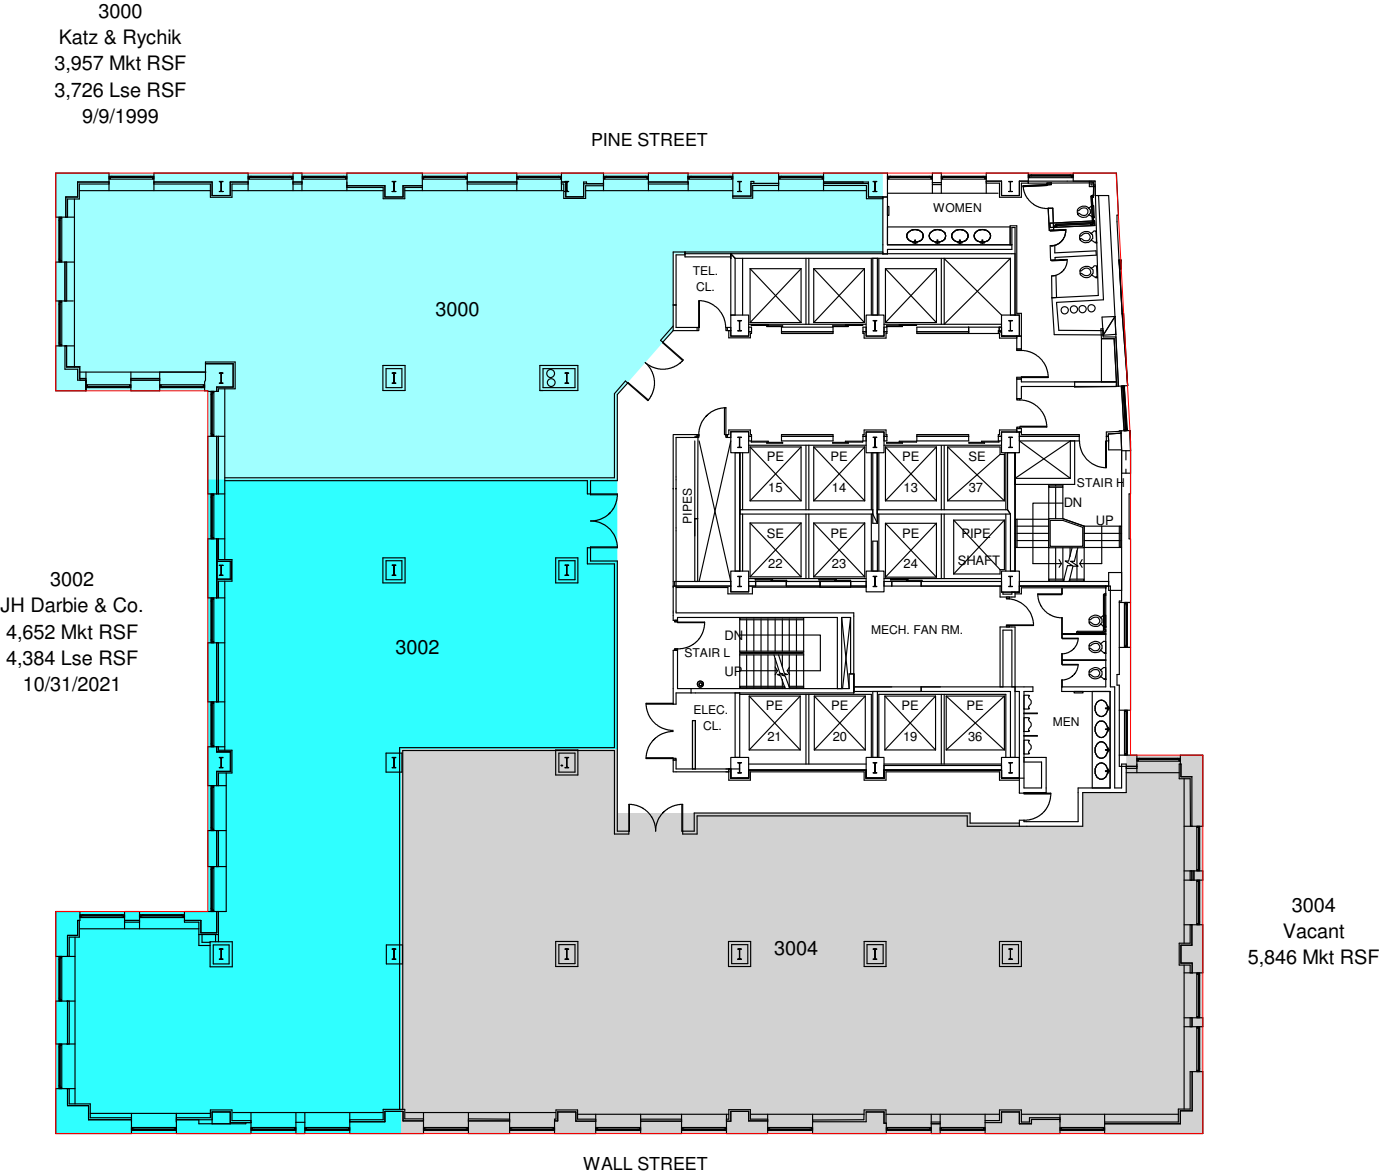 3000
Katz & Rychik
3,957 Mkt RSF
3,726 Lse RSF
9/9/1999
PINE STREET
WOMEN
TEL.
CL.
3000
PE
15
PE
14
PE
13
SE
37
PIPES
STAIR H
DN
UP
SE
22
PE
23
PE
24
PIPE
SHAFT
3002
JH Darbie & Co.
4,652 Mkt RSF
4,384 Lse RSF
10/31/2021
3002
MECH. FAN RM.
DN
STAIR L
UP
ELEC.
CL.
PE
21
PE
20
PE
19
PE
36
MEN
3004
3004
Vacant
5,846 Mkt RSF
WALL STREET